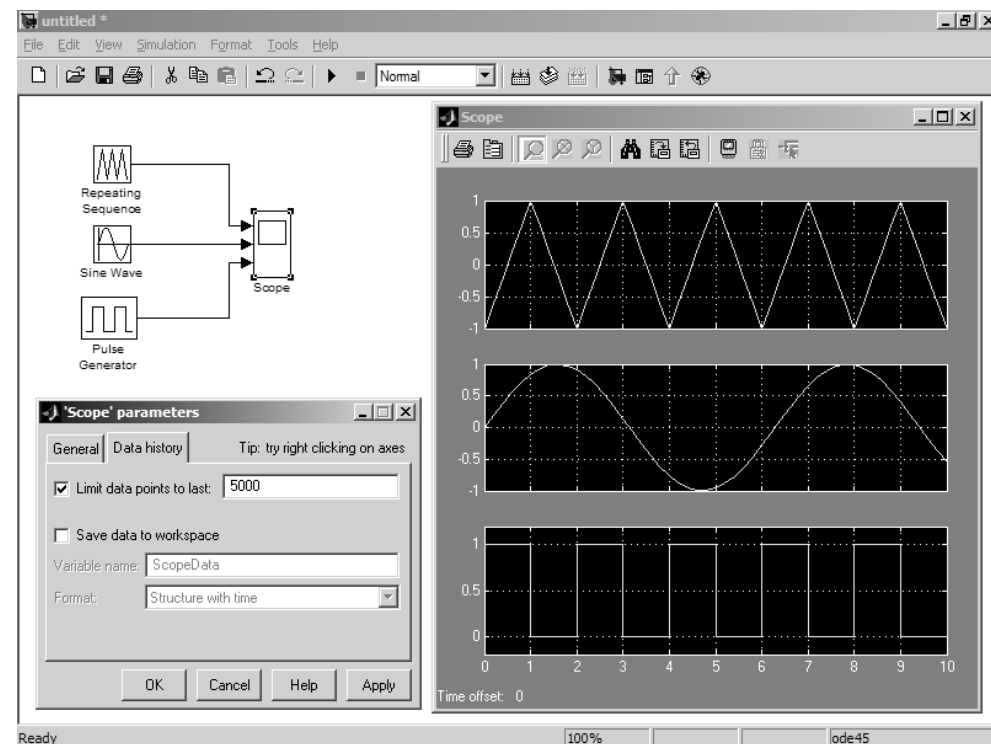 untitled *
File Edit View Simulation Format Tools Help
Normal
Repeating
Sequence
Sine Wave
Pulse
Generator
Scope
'Scope' parameters
General Data history Tip: try right clicking on axes
Limit data points to last: 5000
Save data to workspace
Variable name: ScopeData
Format: Structure with time
OK Cancel Help Apply
Scope
1
0.5
0
-0.5
-1
1
0.5
0
-0.5
-1
1
0.5
0
0 1 2 3 4 5 6 7 8 9 10
Time offset: 0
Ready 100% ode45